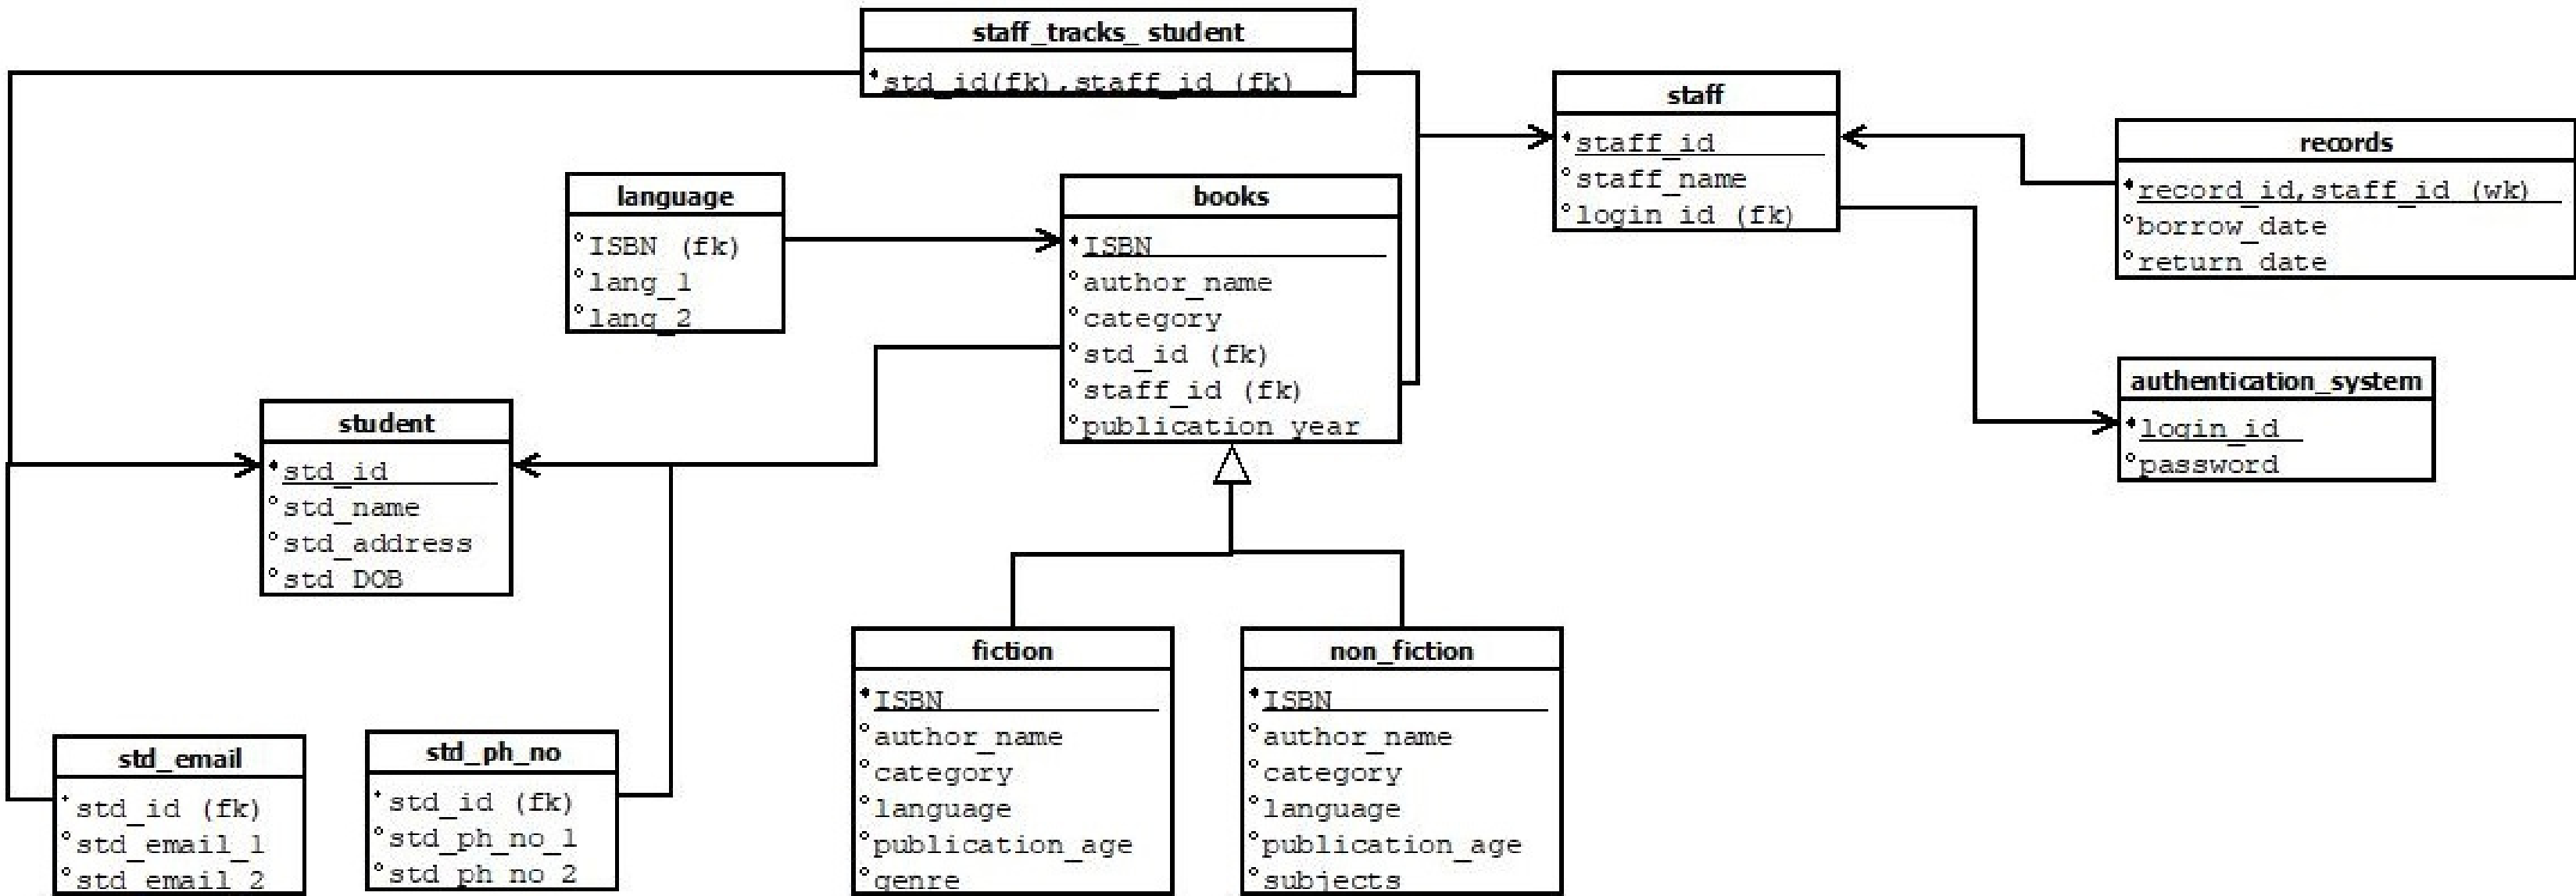 staff_tracks_ student
std_id(fk),staff_id (fk)
staff
staff_id
staff_name
login_id (fk)
records
record_id,staff_id (wk)
borrow_date
return_date
language
ISBN (fk)
lang_1
lang_2
books
ISBN
author_name
category
std_id (fk)
staff_id (fk)
publication_year
authentication_system
login_id
password
student
std_id
std_name
std_address
std_DOB
std_email
std_id (fk)
std_email_1
std_email_2
std_ph_no
std_id (fk)
std_ph_no_1
std_ph_no_2
fiction
ISBN
author_name
category
language
publication_age
genre
non_fiction
ISBN
author_name
category
language
publication_age
subjects